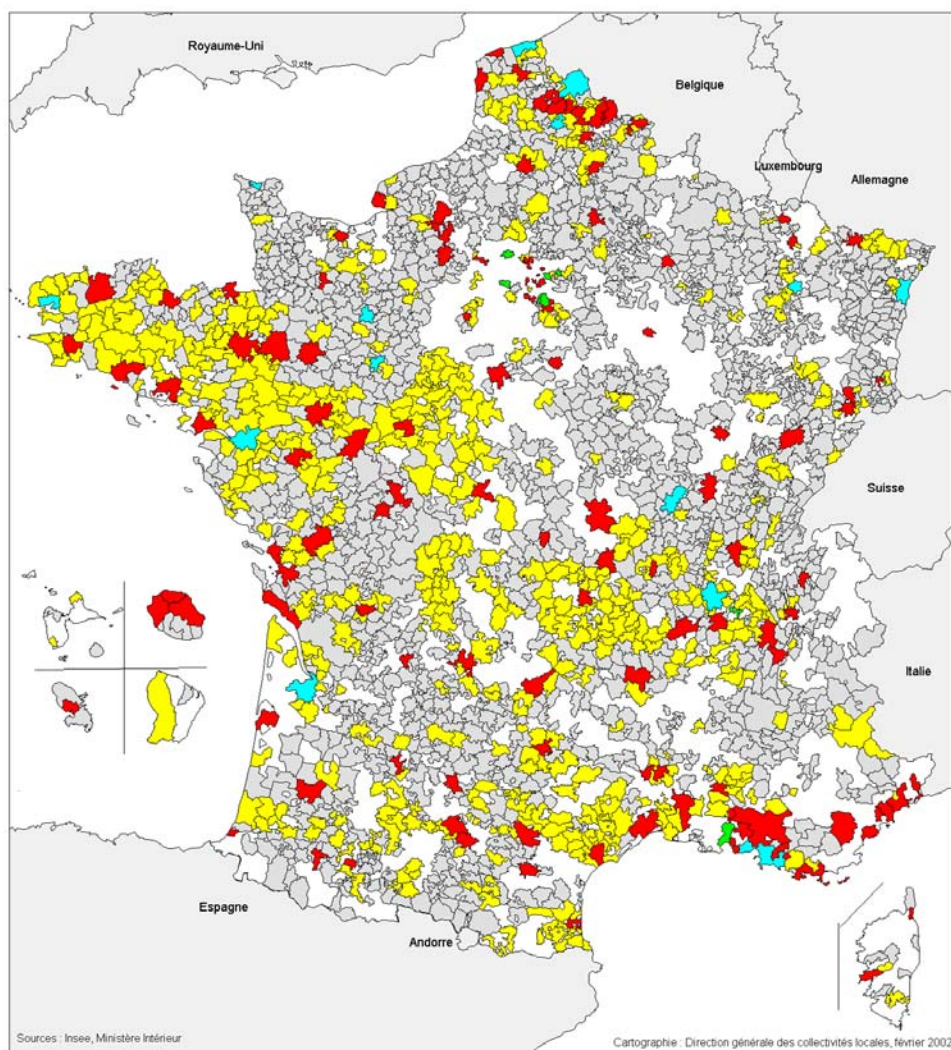 Royaume-Uni
Belgique
Luxembourg
Allemagne
Suisse
Italie
Espagne
Andorre
Sources : Insee, Ministère Intérieur
Cartographie : Direction générale des collectivités locales, février 2003